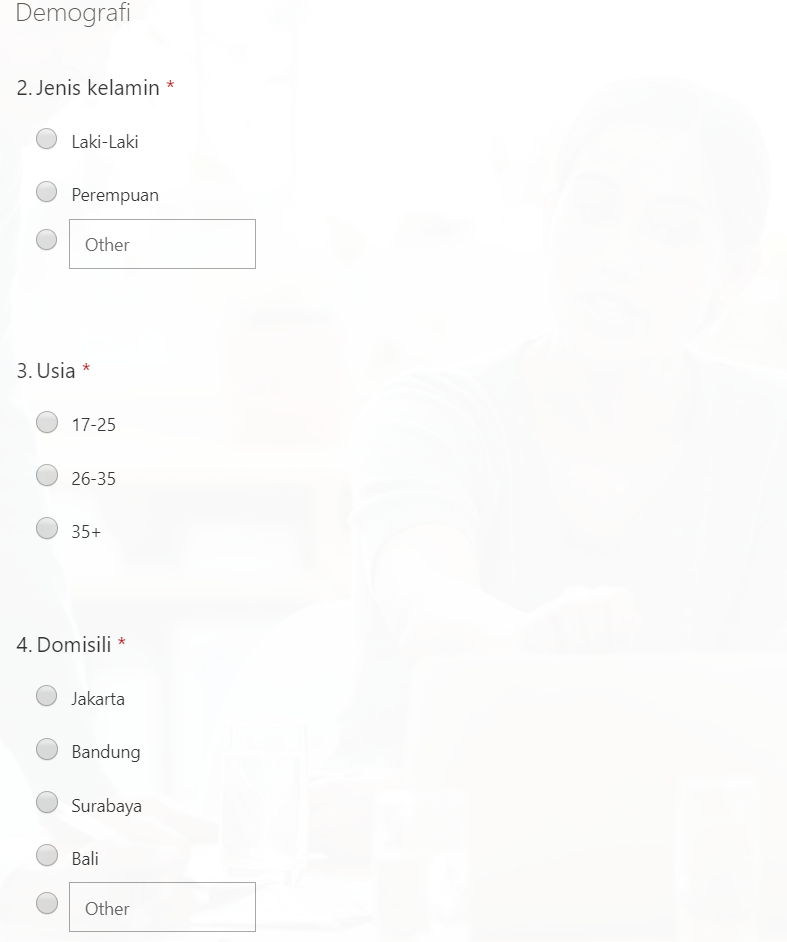 Demografi
2. Jenis kelamin *
Laki-Laki
Perempuan
Other
3. Usia *
17-25
26-35
35+
4. Domisili *
Jakarta
Bandung
Surabaya
Bali
Other